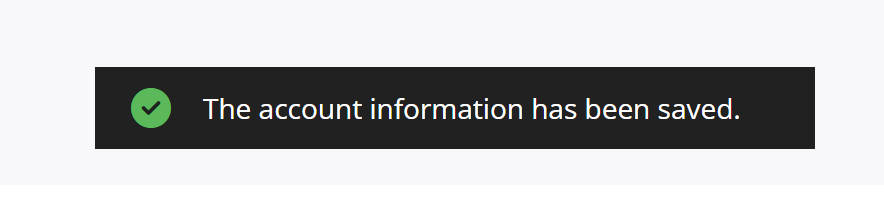 The account information has been saved.